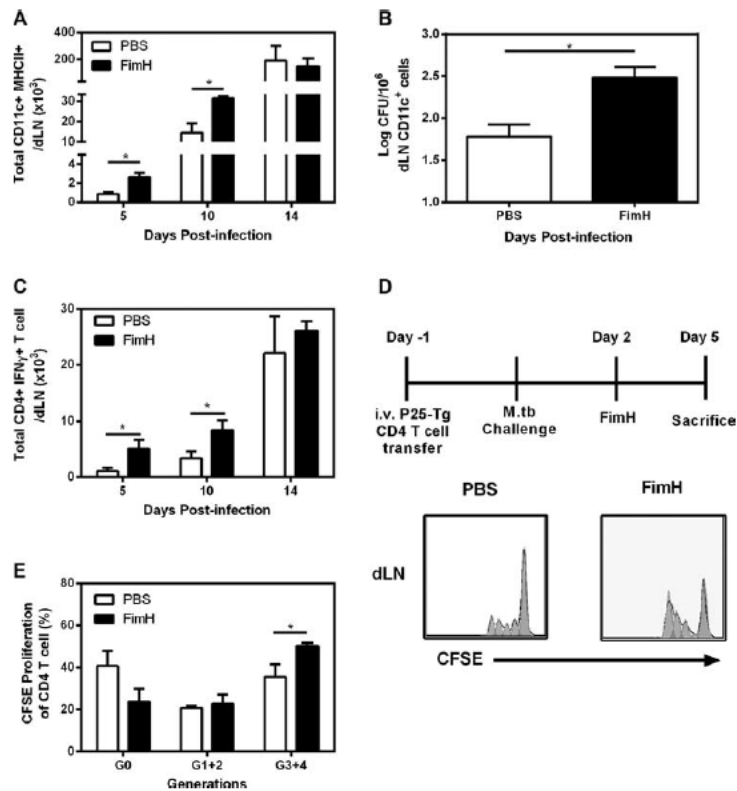 A
PBS
FimH
Total CD11c+ MHCII+
/dLN (x10³)
400
200
40
30
20
10
6
4
2
0
*
*
5
10
14
Days Post-infection
B
Log CFU/10⁶
dLN CD11c⁺ cells
3.0
2.5
2.0
1.5
1.0
*
PBS
FimH
Days Post-infection
C
PBS
FimH
Total CD4+ IFNγ+ T cell
/dLN (x10³)
30
20
10
0
*
*
5
10
14
Days Post-infection
D
Day -1
Day 2
Day 5
i.v. P25-Tg
CD4 T cell
transfer
M.tb
Challenge
FimH
Sacrifice
PBS
FimH
dLN
CFSE
E
PBS
FimH
CFSE Proliferation
of CD4 T cell (%)
80
60
40
20
0
*
G0
G1+2
G3+4
Generations